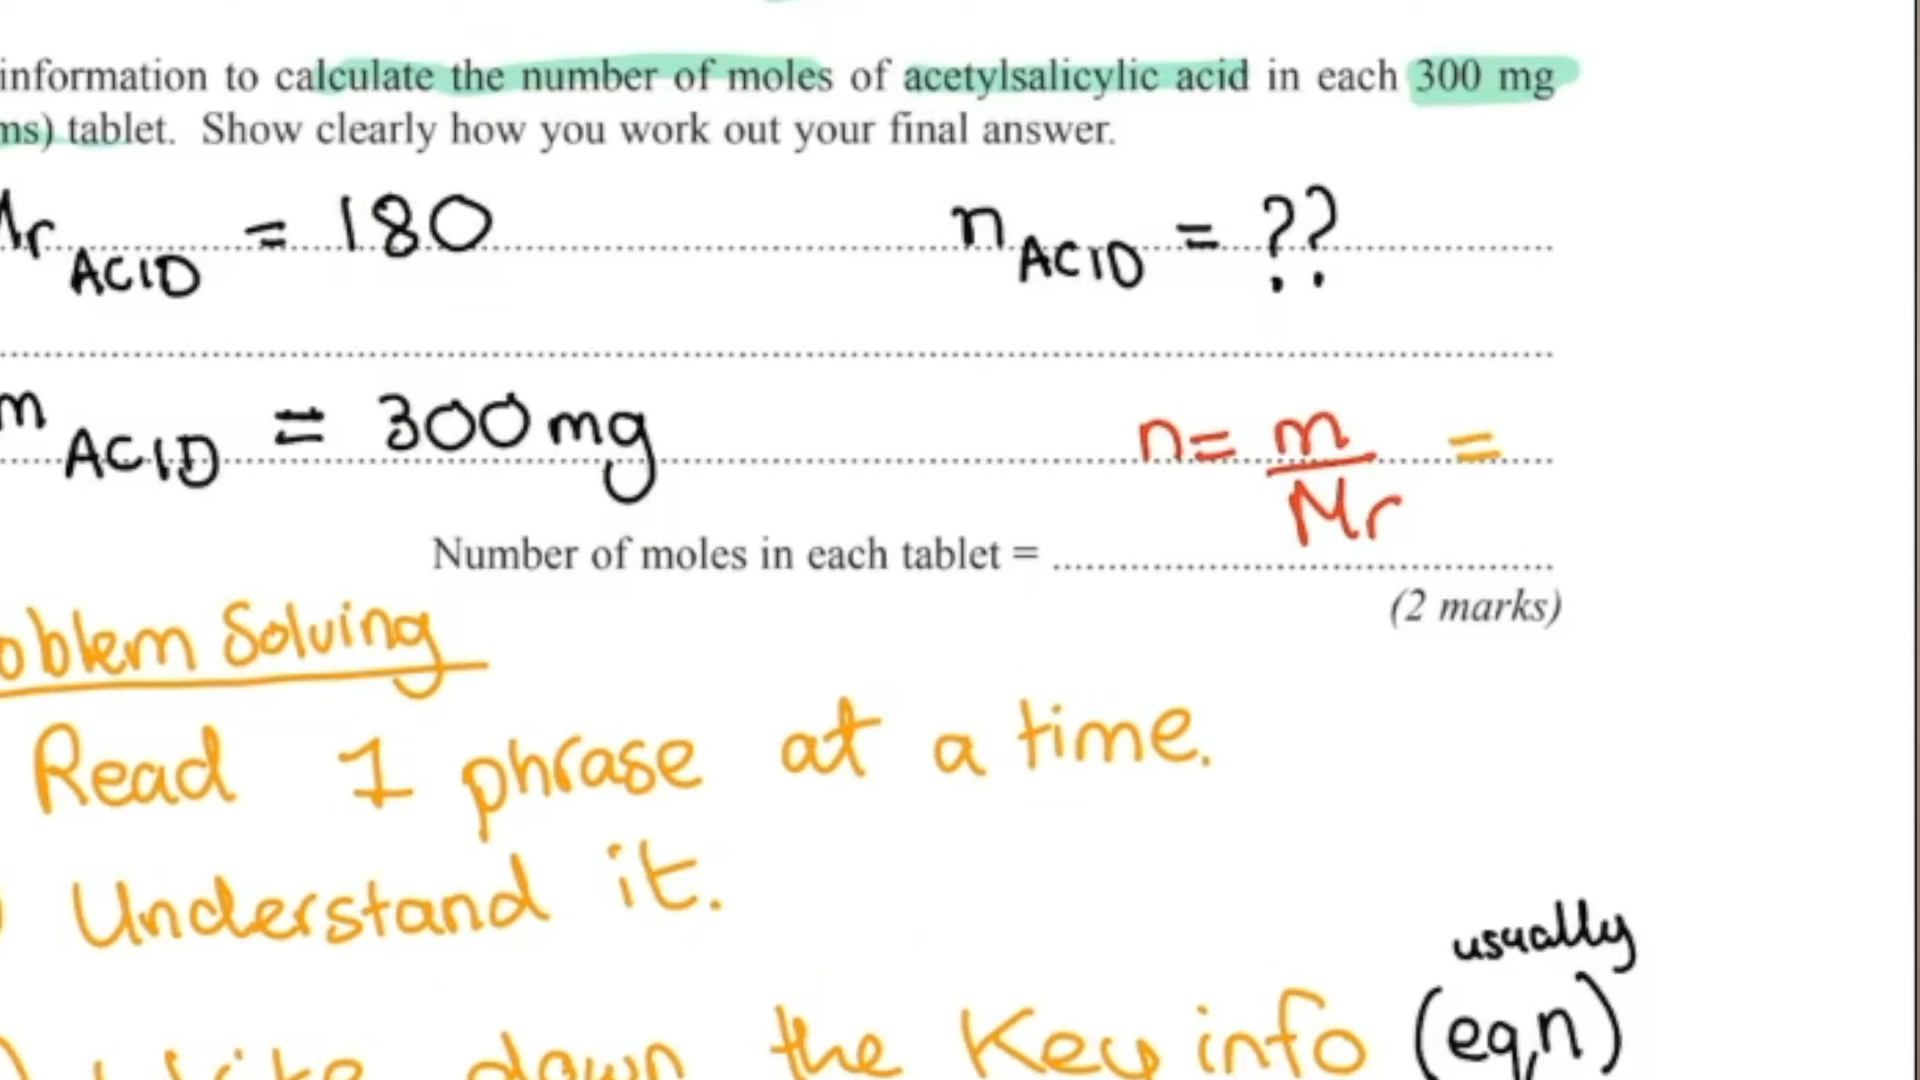 information to calculate the number of moles of acetylsalicylic acid in each 300 mg
ms) tablet. Show clearly how you work out your final answer.
Mr ACID = 180
n ACID = ??
m ACID = 300mg
n = m / Mr =
Number of moles in each tablet =
(2 marks)
oblem Solving
Read 1 phrase at a time.
Understand it.
usually
down the Key info (eqn)